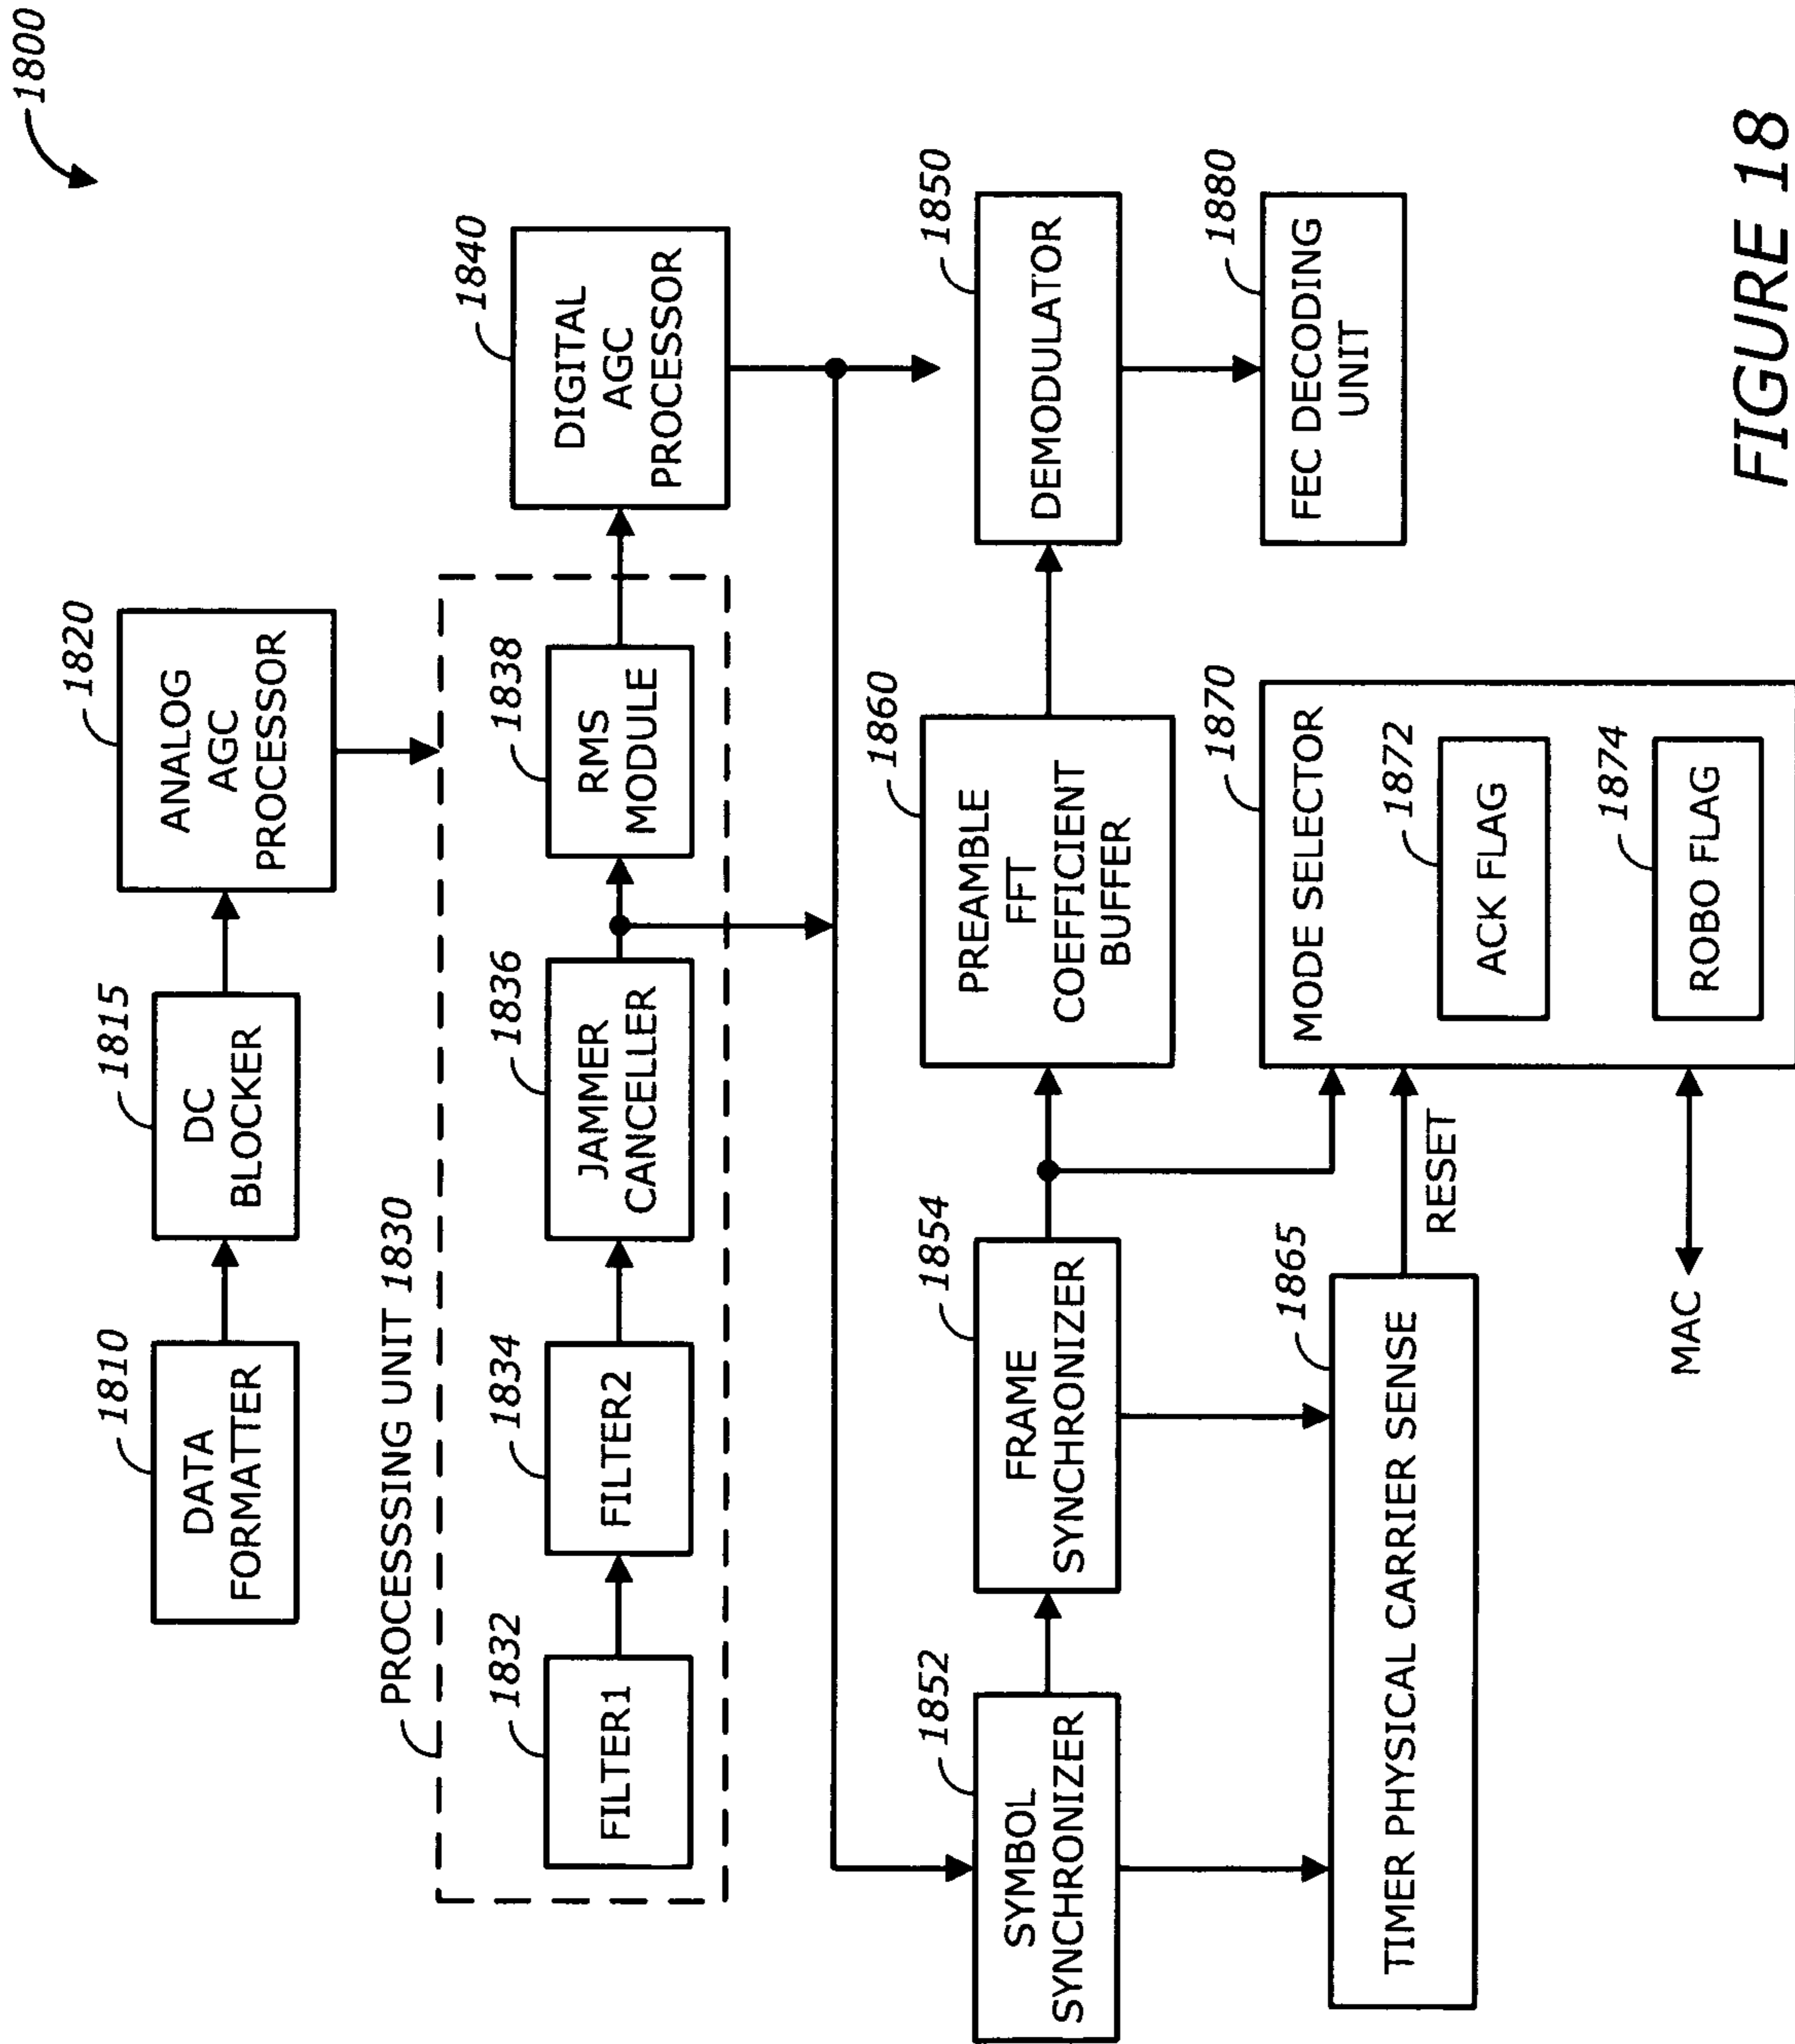 1800
1810
DATA
FORMATTER
1815
DC
BLOCKER
1820
ANALOG
AGC
PROCESSOR
PROCESSSING UNIT 1830
1832
FILTER1
1834
FILTER2
1836
JAMMER
CANCELLER
1838
RMS
MODULE
1840
DIGITAL
AGC
PROCESSOR
1852
SYMBOL
SYNCHRONIZER
1854
FRAME
SYNCHRONIZER
1860
PREAMBLE
FFT
COEFFICIENT
BUFFER
1850
DEMODULATOR
1865
TIMER PHYSICAL CARRIER SENSE
RESET
MAC
1870
MODE SELECTOR
1872
ACK FLAG
1874
ROBO FLAG
1880
FEC DECODING
UNIT
FIGURE 18